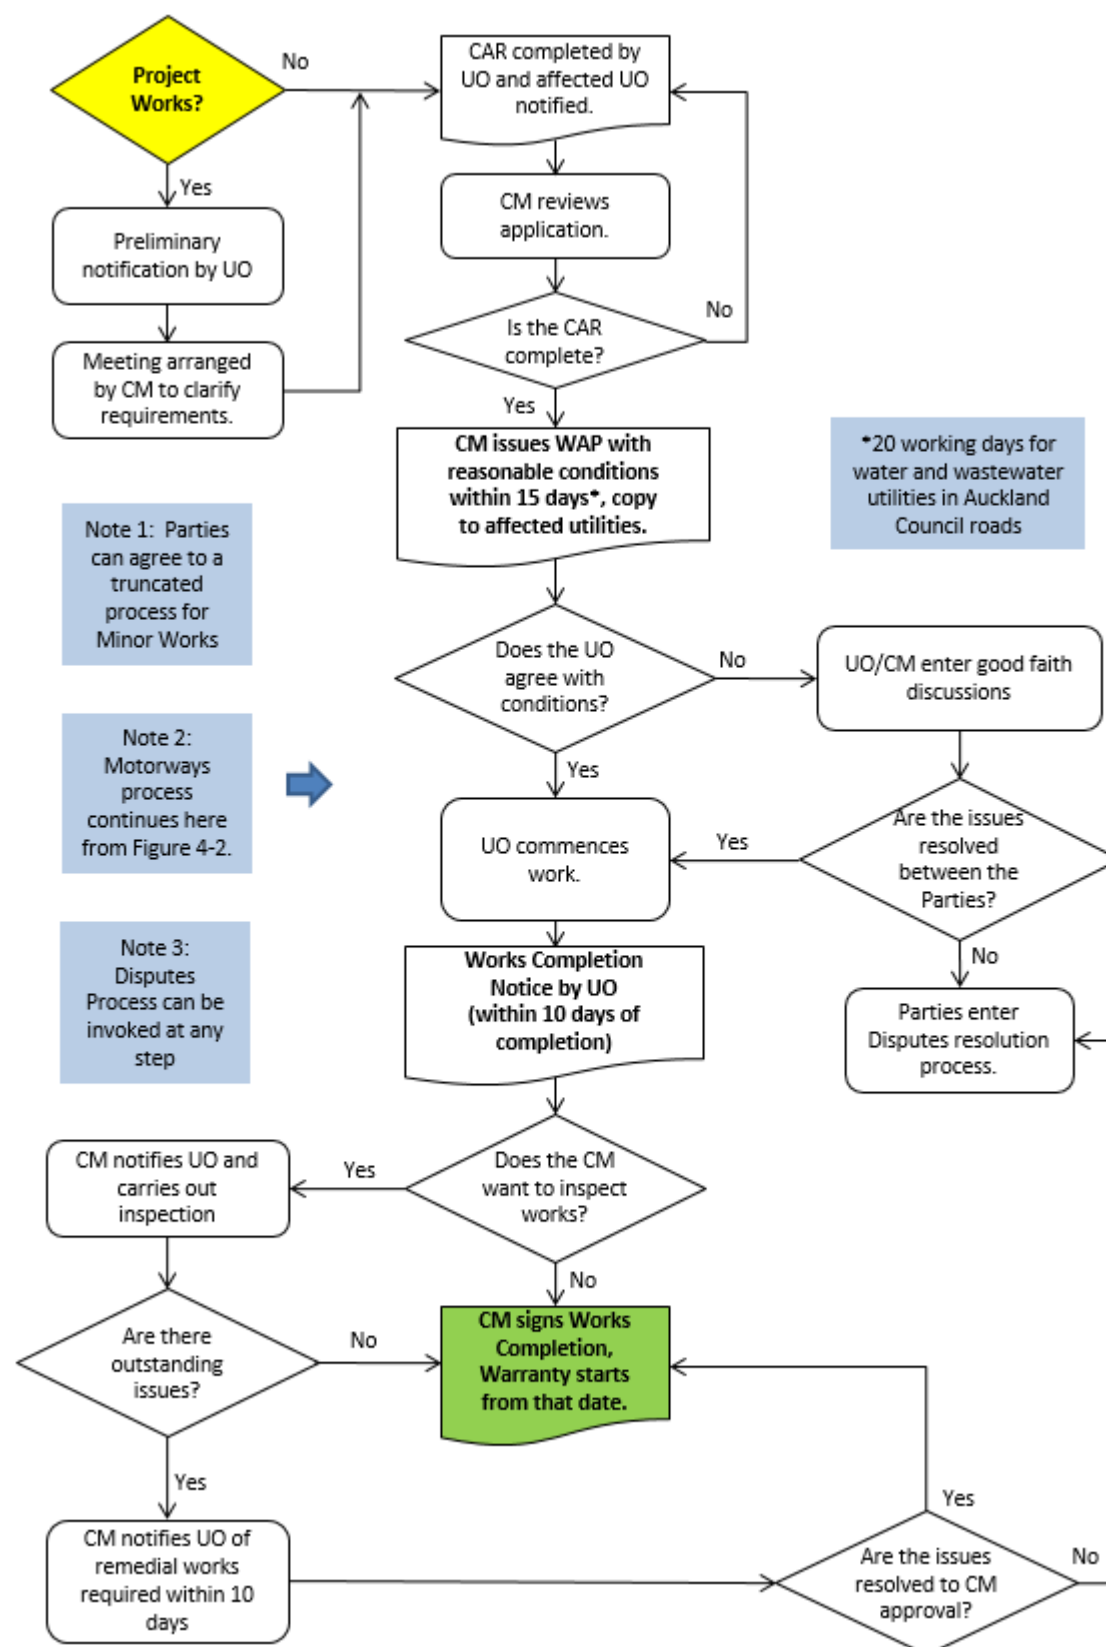 Project
Works?
No
CAR completed by
UO and affected UO
notified.
Yes
CM reviews
application.
Preliminary
notification by UO
No
Is the CAR
complete?
Meeting arranged
by CM to clarify
requirements.
Yes
CM issues WAP with
reasonable conditions
within 15 days*, copy
to affected utilities.
*20 working days for
water and wastewater
utilities in Auckland
Council roads
Note 1: Parties
can agree to a
truncated
process for
Minor Works
Does the UO
agree with
conditions?
No
UO/CM enter good faith
discussions
Note 2:
Motorways
process
continues here
from Figure 4-2.
Yes
UO commences
work.
Yes
Are the issues
resolved
between the
Parties?
No
Note 3:
Disputes
Process can be
invoked at any
step
Works Completion
Notice by UO
(within 10 days of
completion)
Parties enter
Disputes resolution
process.
CM notifies UO and
carries out
inspection
Yes
Does the CM
want to inspect
works?
No
Are there
outstanding
issues?
No
CM signs Works
Completion,
Warranty starts
from that date.
Yes
Yes
CM notifies UO of
remedial works
required within 10
days
Are the issues
resolved to CM
approval?
No